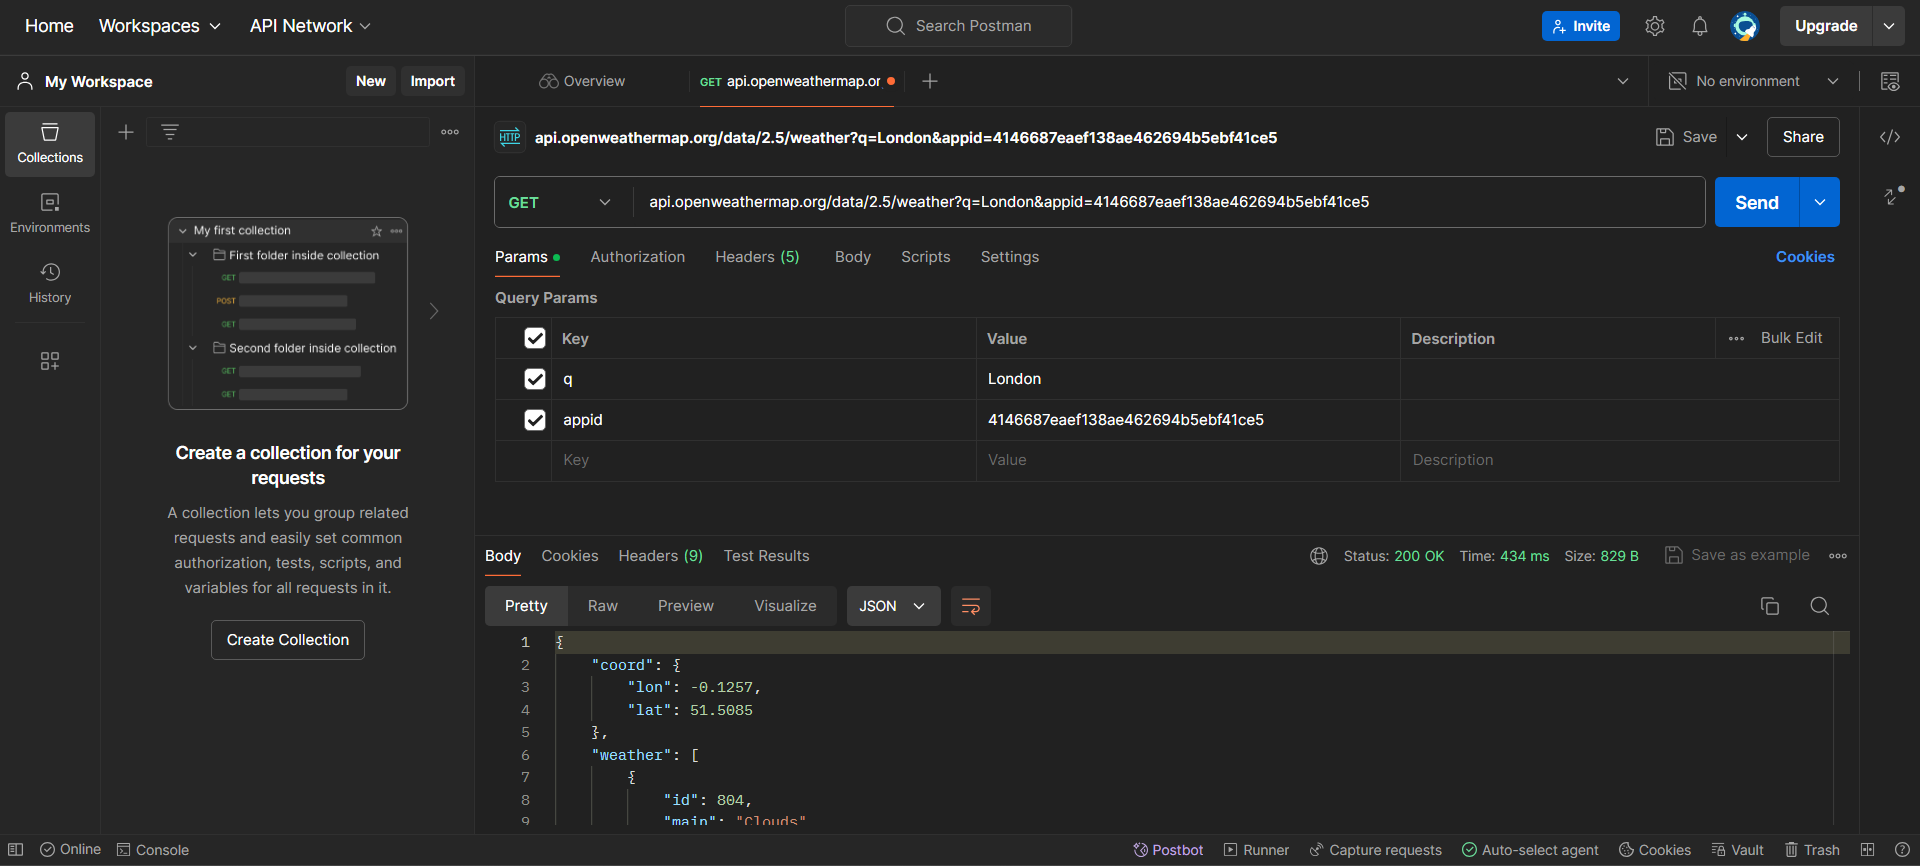 Home Workspaces API Network Search Postman Invite Upgrade
My Workspace New Import Overview GET api.openweathermap.or No environment
Collections
Environments
History
My first collection
First folder inside collection
GET
POST
GET
Second folder inside collection
GET
GET
Create a collection for your
requests
A collection lets you group related
requests and easily set common
authorization, tests, scripts, and
variables for all requests in it.
Create Collection
HTTP api.openweathermap.org/data/2.5/weather?q=London&appid=4146687eaef138ae462694b5ebf41ce5 Save Share
GET api.openweathermap.org/data/2.5/weather?q=London&appid=4146687eaef138ae462694b5ebf41ce5 Send
Params Authorization Headers (5) Body Scripts Settings Cookies
Query Params
Key Value Description Bulk Edit
q London
appid 4146687eaef138ae462694b5ebf41ce5
Key Value Description
Body Cookies Headers (9) Test Results Status: 200 OK Time: 434 ms Size: 829 B Save as example
Pretty Raw Preview Visualize JSON
1 {
2 "coord": {
3 "lon": -0.1257,
4 "lat": 51.5085
5 },
6 "weather": [
7 {
8 "id": 804,
9 "main": "Clouds"
Online Console Postbot Runner Capture requests Auto-select agent Cookies Vault Trash